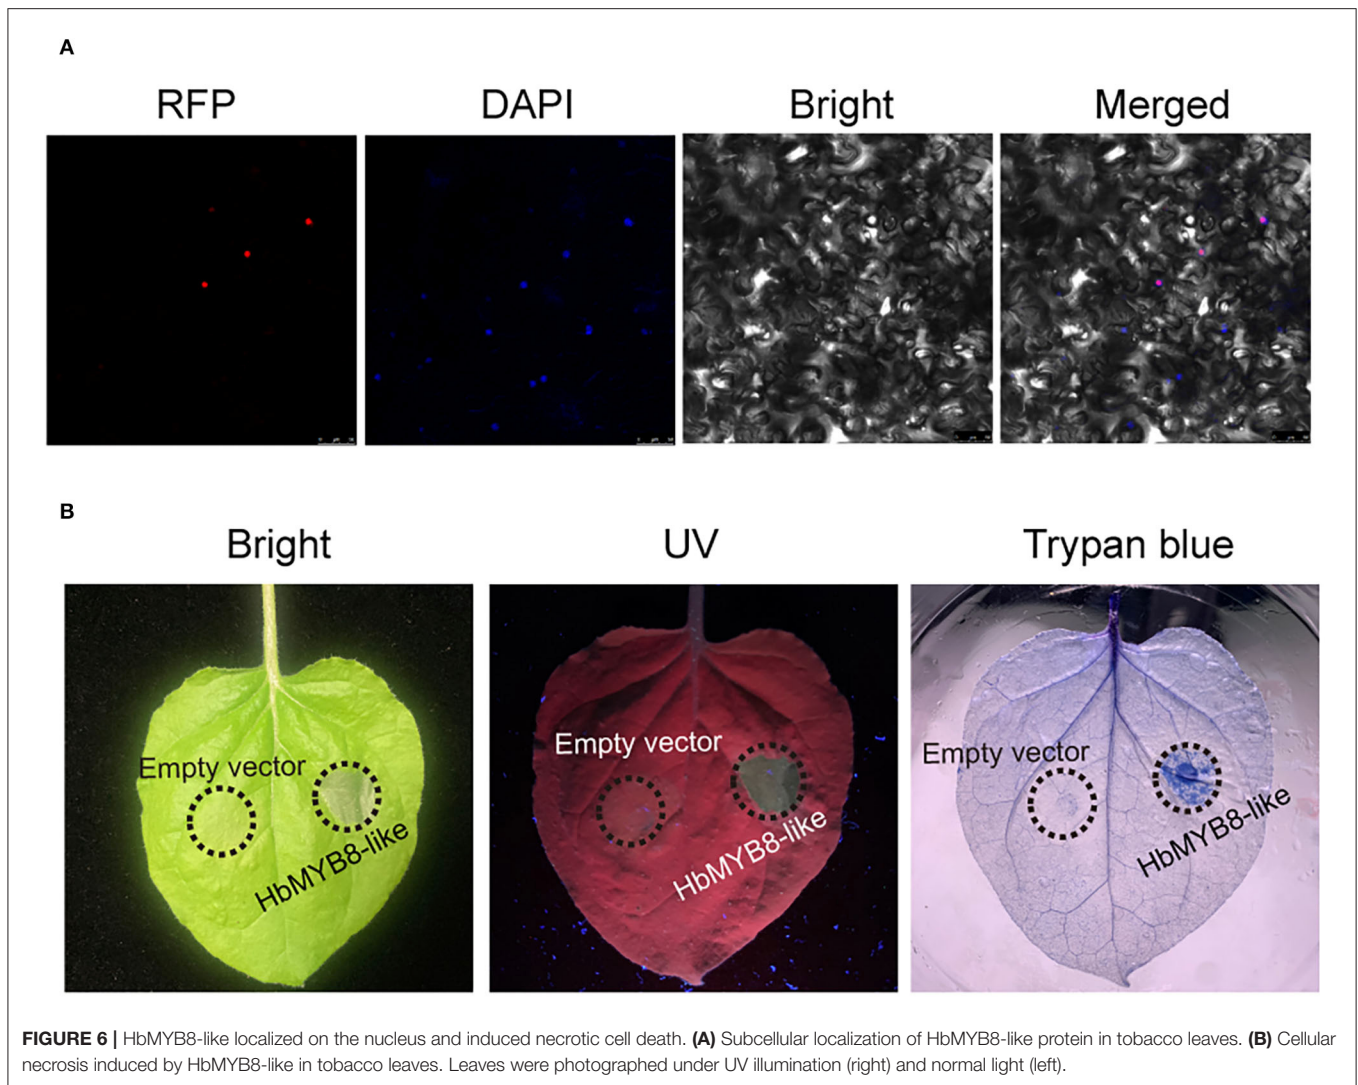 A
RFP DAPI Bright Merged
B
Bright UV Trypan blue
Empty vector
HbMYB8-like
Empty vector
HbMYB8-like
Empty vector
HbMYB8-like
FIGURE 6 | HbMYB8-like localized on the nucleus and induced necrotic cell death. (A) Subcellular localization of HbMYB8-like protein in tobacco leaves. (B) Cellular
necrosis induced by HbMYB8-like in tobacco leaves. Leaves were photographed under UV illumination (right) and normal light (left).